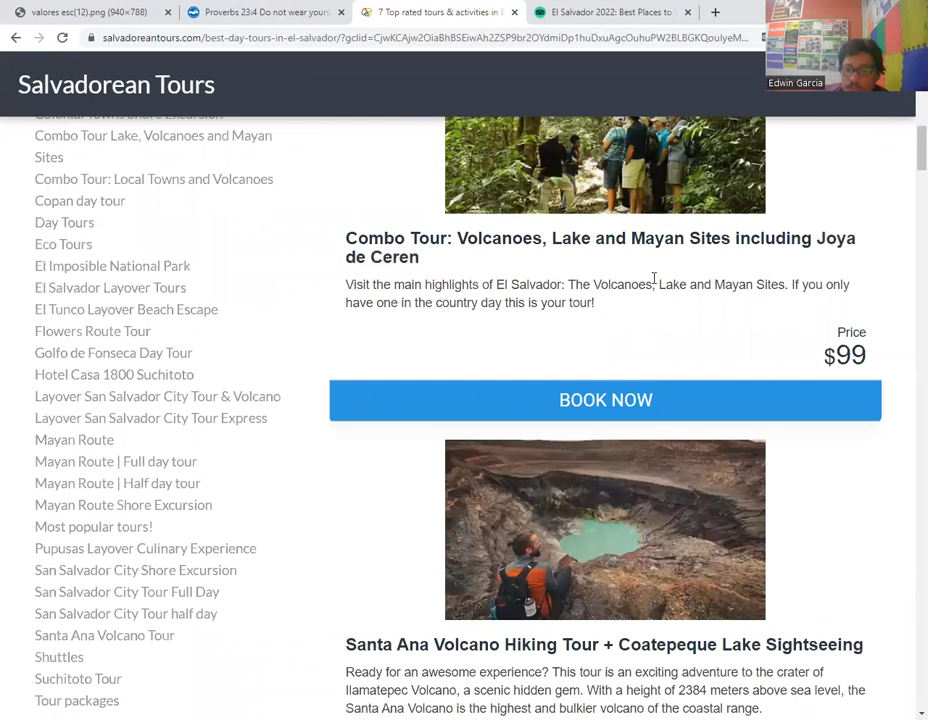 valores esc(12).png (940×788)
Proverbs 23:4 Do not wear yours
7 Top rated tours & activities in E
El Salvador 2022: Best Places to
salvadoreantours.com/best-day-tours-in-el-salvador/?gclid=CjwKCAjw2OiaBhBSEiwAh2ZSP9br2OYdmiDp1huDxuAgcOuhuPW2BLBGKQoulyeM...
Edwin Garcia
Salvadorean Tours
Colonial Towns Shore Excursion
Combo Tour Lake, Volcanoes and Mayan
Sites
Combo Tour: Local Towns and Volcanoes
Copan day tour
Day Tours
Eco Tours
El Imposible National Park
El Salvador Layover Tours
El Tunco Layover Beach Escape
Flowers Route Tour
Golfo de Fonseca Day Tour
Hotel Casa 1800 Suchitoto
Layover San Salvador City Tour & Volcano
Layover San Salvador City Tour Express
Mayan Route
Mayan Route | Full day tour
Mayan Route | Half day tour
Mayan Route Shore Excursion
Most popular tours!
Pupusas Layover Culinary Experience
San Salvador City Shore Excursion
San Salvador City Tour Full Day
San Salvador City Tour half day
Santa Ana Volcano Tour
Shuttles
Suchitoto Tour
Tour packages
Combo Tour: Volcanoes, Lake and Mayan Sites including Joya
de Ceren
Visit the main highlights of El Salvador: The Volcanoes, Lake and Mayan Sites. If you only
have one in the country day this is your tour!
Price
$99
BOOK NOW
Santa Ana Volcano Hiking Tour + Coatepeque Lake Sightseeing
Ready for an awesome experience? This tour is an exciting adventure to the crater of
Ilamatepec Volcano, a scenic hidden gem. With a height of 2384 meters above sea level, the
Santa Ana Volcano is the highest and bulkier volcano of the coastal range.